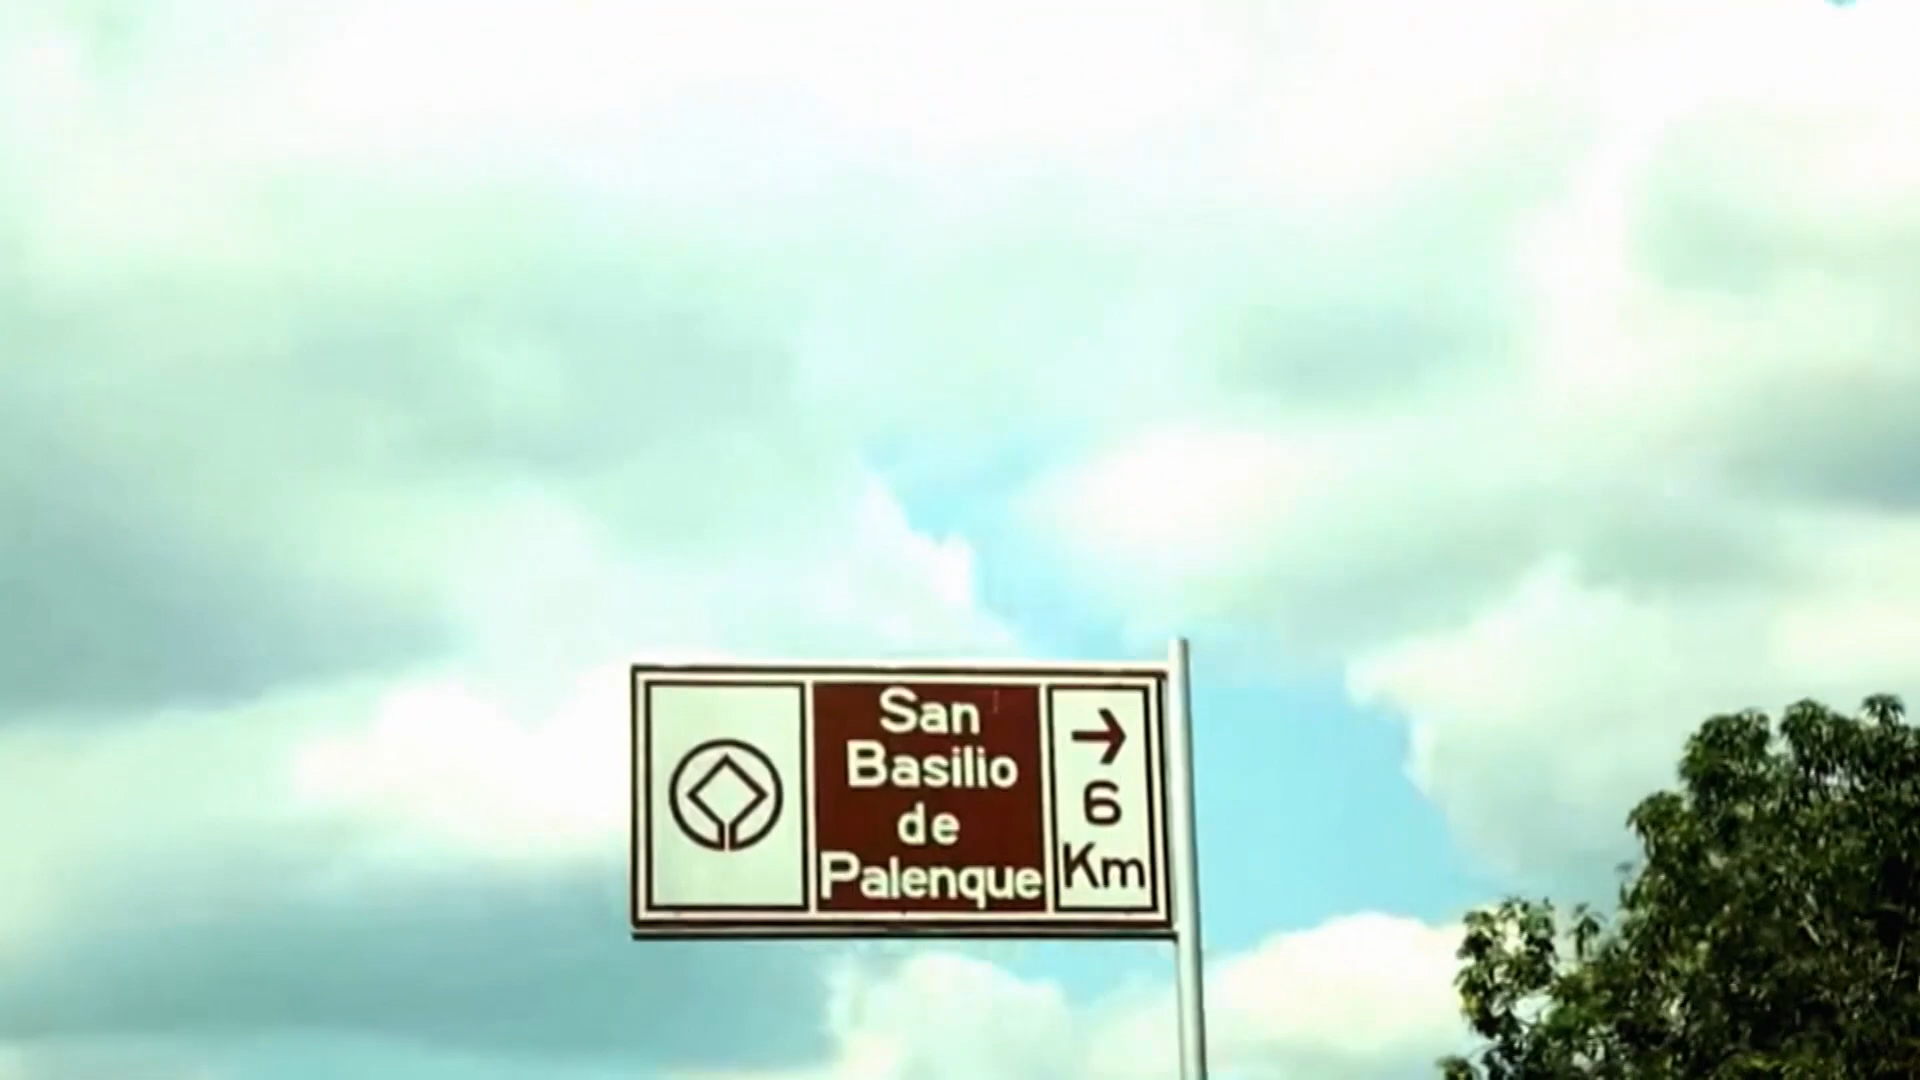 San
Basilio
de
Palenque
→
6
Km